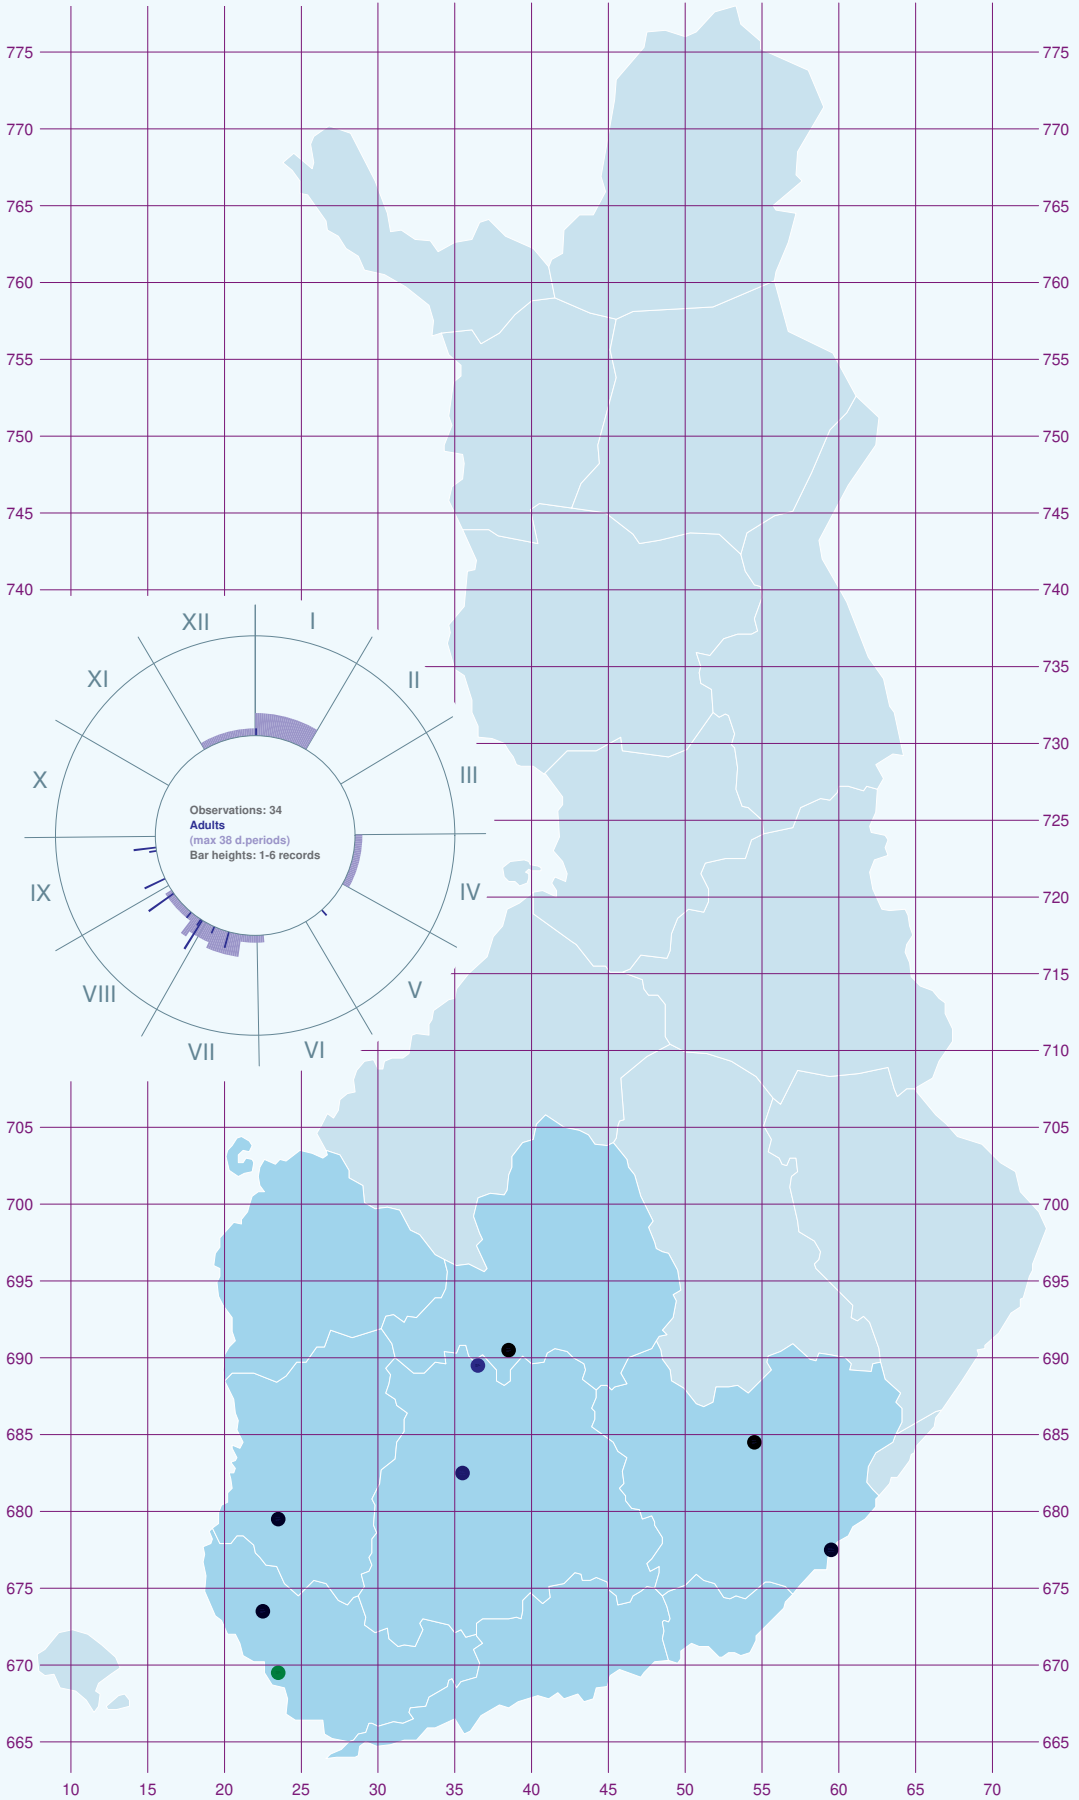 775 775
770 770
765 765
760 760
755 755
750 750
745 745
740 740
XII I
735
XI II
730
X III
Observations: 34
Adults
(max 38 d.periods)
Bar heights: 1-6 records
725
IX IV
720
VIII V
715
VII VI
710
705 705
700 700
695 695
690 690
685 685
680 680
675 675
670 670
665 665
10 15 20 25 30 35 40 45 50 55 60 65 70